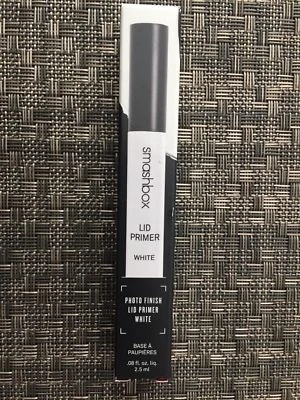 smashbox
LID
PRIMER
WHITE
PHOTO FINISH
LID PRIMER
WHITE
BASE À
PAUPIÈRES
.08 fl. oz. liq.
2.5 ml